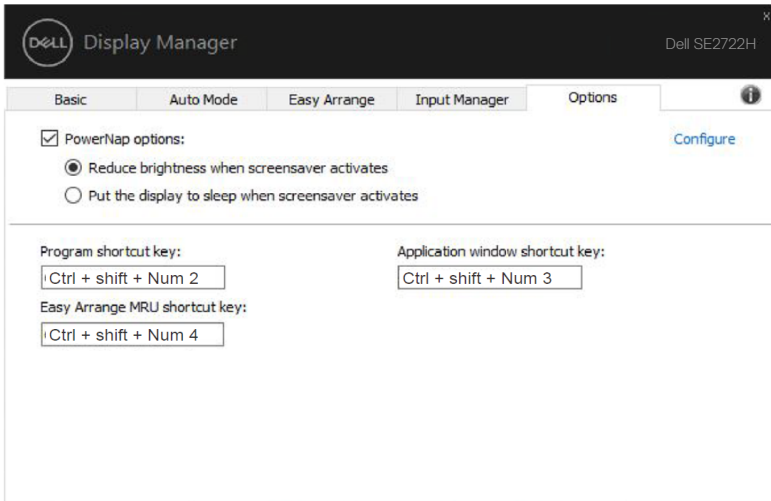 x
DELL Display Manager Dell SE2722H
Basic Auto Mode Easy Arrange Input Manager Options i
PowerNap options: Configure
Reduce brightness when screensaver activates
Put the display to sleep when screensaver activates
Program shortcut key: Application window shortcut key:
Ctrl + shift + Num 2 Ctrl + shift + Num 3
Easy Arrange MRU shortcut key:
Ctrl + shift + Num 4